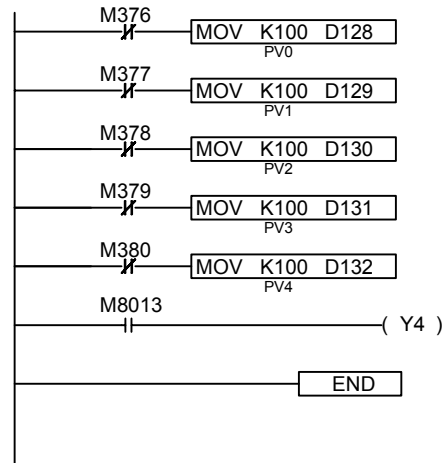 M376
MOV K100 D128
PV0
M377
MOV K100 D129
PV1
M378
MOV K100 D130
PV2
M379
MOV K100 D131
PV3
M380
MOV K100 D132
PV4
M8013
( Y4 )
END